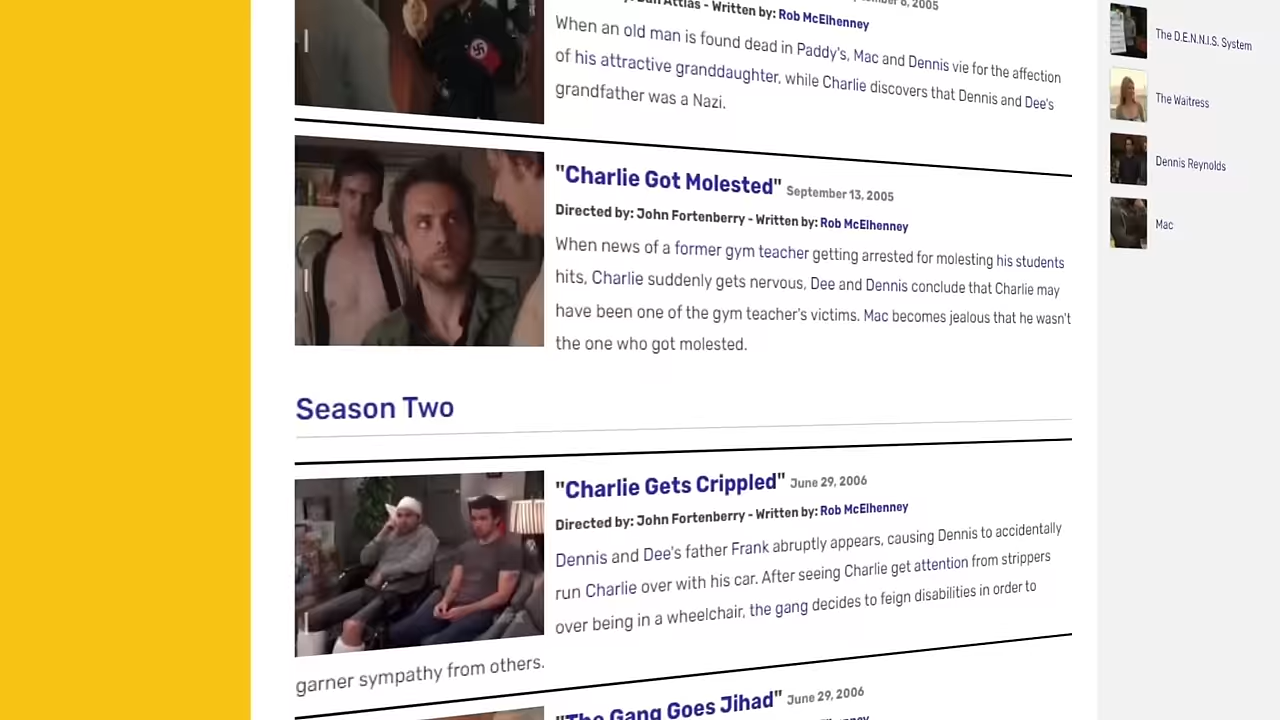 Written by: Rob McElhenney
When an old man is found dead in Paddy's, Mac and Dennis vie for the affection
of his attractive granddaughter, while Charlie discovers that Dennis and Dee's
grandfather was a Nazi.
"Charlie Got Molested" September 13, 2005
Directed by: John Fortenberry - Written by: Rob McElhenney
When news of a former gym teacher getting arrested for molesting his students
hits, Charlie suddenly gets nervous, Dee and Dennis conclude that Charlie may
have been one of the gym teacher's victims. Mac becomes jealous that he wasn't
the one who got molested.
Season Two
"Charlie Gets Crippled" June 29, 2006
Directed by: John Fortenberry - Written by: Rob McElhenney
Dennis and Dee's father Frank abruptly appears, causing Dennis to accidentally
run Charlie over with his car. After seeing Charlie get attention from strippers
over being in a wheelchair, the gang decides to feign disabilities in order to
garner sympathy from others.
"The Gang Goes Jihad" June 29, 2006
The D.E.N.N.I.S. System
The Waitress
Dennis Reynolds
Mac